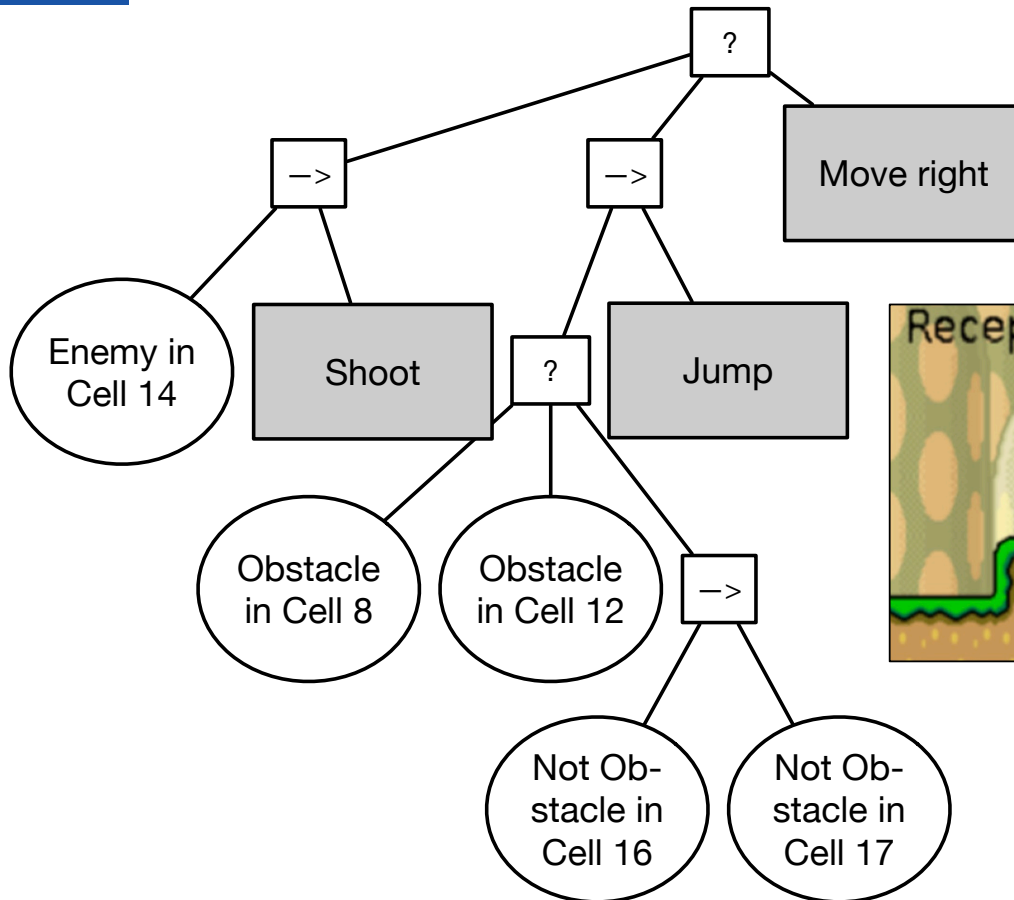 ?
—>
—>
Move right
Enemy in
Cell 14
Shoot
?
Jump
Obstacle
in Cell 8
Obstacle
in Cell 12
—>
Not Ob-
stacle in
Cell 16
Not Ob-
stacle in
Cell 17
Recep